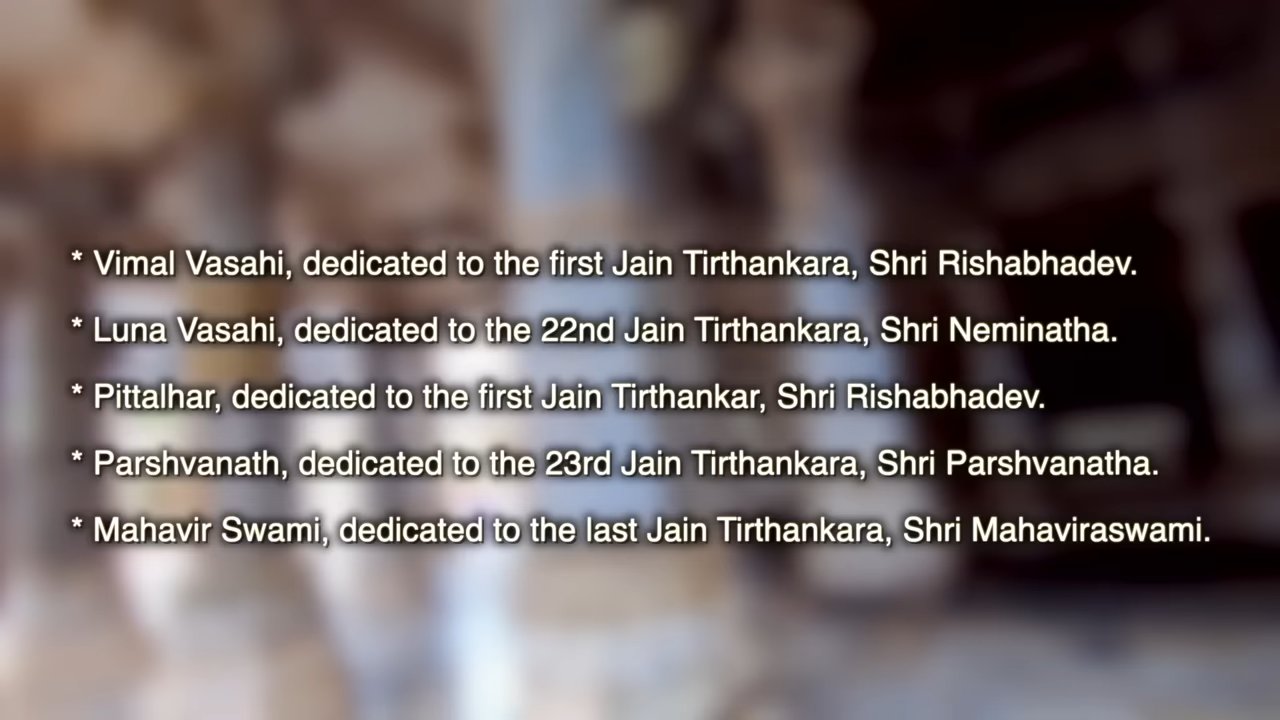 * Vimal Vasahi, dedicated to the first Jain Tirthankara, Shri Rishabhadev.
* Luna Vasahi, dedicated to the 22nd Jain Tirthankara, Shri Neminatha.
* Pittalhar, dedicated to the first Jain Tirthankar, Shri Rishabhadev.
* Parshvanath, dedicated to the 23rd Jain Tirthankara, Shri Parshvanatha.
* Mahavir Swami, dedicated to the last Jain Tirthankara, Shri Mahaviraswami.